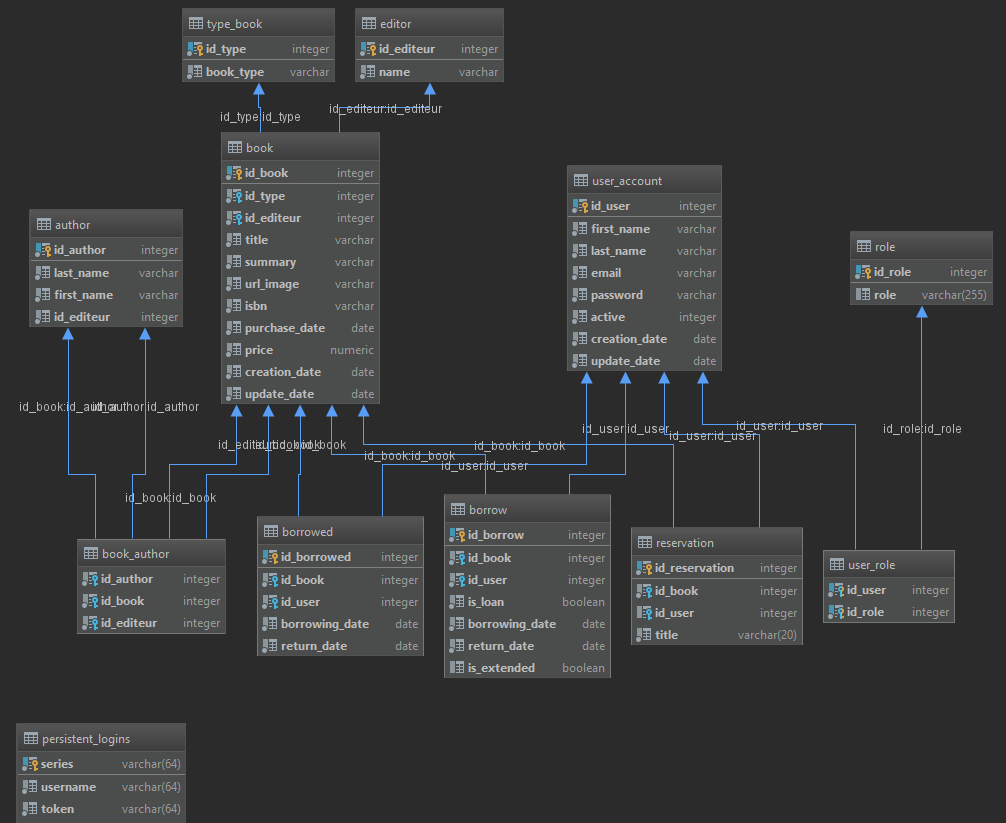 type_book
id_type integer
book_type varchar
editor
id_editeur integer
name varchar
id_type:id_type
id_editeur:id_editeur
book
id_book integer
id_type integer
id_editeur integer
title varchar
summary varchar
url_image varchar
isbn varchar
purchase_date date
price numeric
creation_date date
update_date date
user_account
id_user integer
first_name varchar
last_name varchar
email varchar
password varchar
active integer
creation_date date
update_date date
author
id_author integer
last_name varchar
first_name varchar
id_editeur integer
role
id_role integer
role varchar(255)
id_book:id_author
id_author:id_author
id_book:id_book
id_book:id_book
id_book:id_book
id_user:id_user
id_user:id_user
id_user:id_user
id_user:id_user
id_role:id_role
id_book:id_book
book_author
id_author integer
id_book integer
id_editeur integer
borrowed
id_borrowed integer
id_book integer
id_user integer
borrowing_date date
return_date date
borrow
id_borrow integer
id_book integer
id_user integer
is_loan boolean
borrowing_date date
return_date date
is_extended boolean
reservation
id_reservation integer
id_book integer
id_user integer
title varchar(20)
user_role
id_user integer
id_role integer
persistent_logins
series varchar(64)
username varchar(64)
token varchar(64)